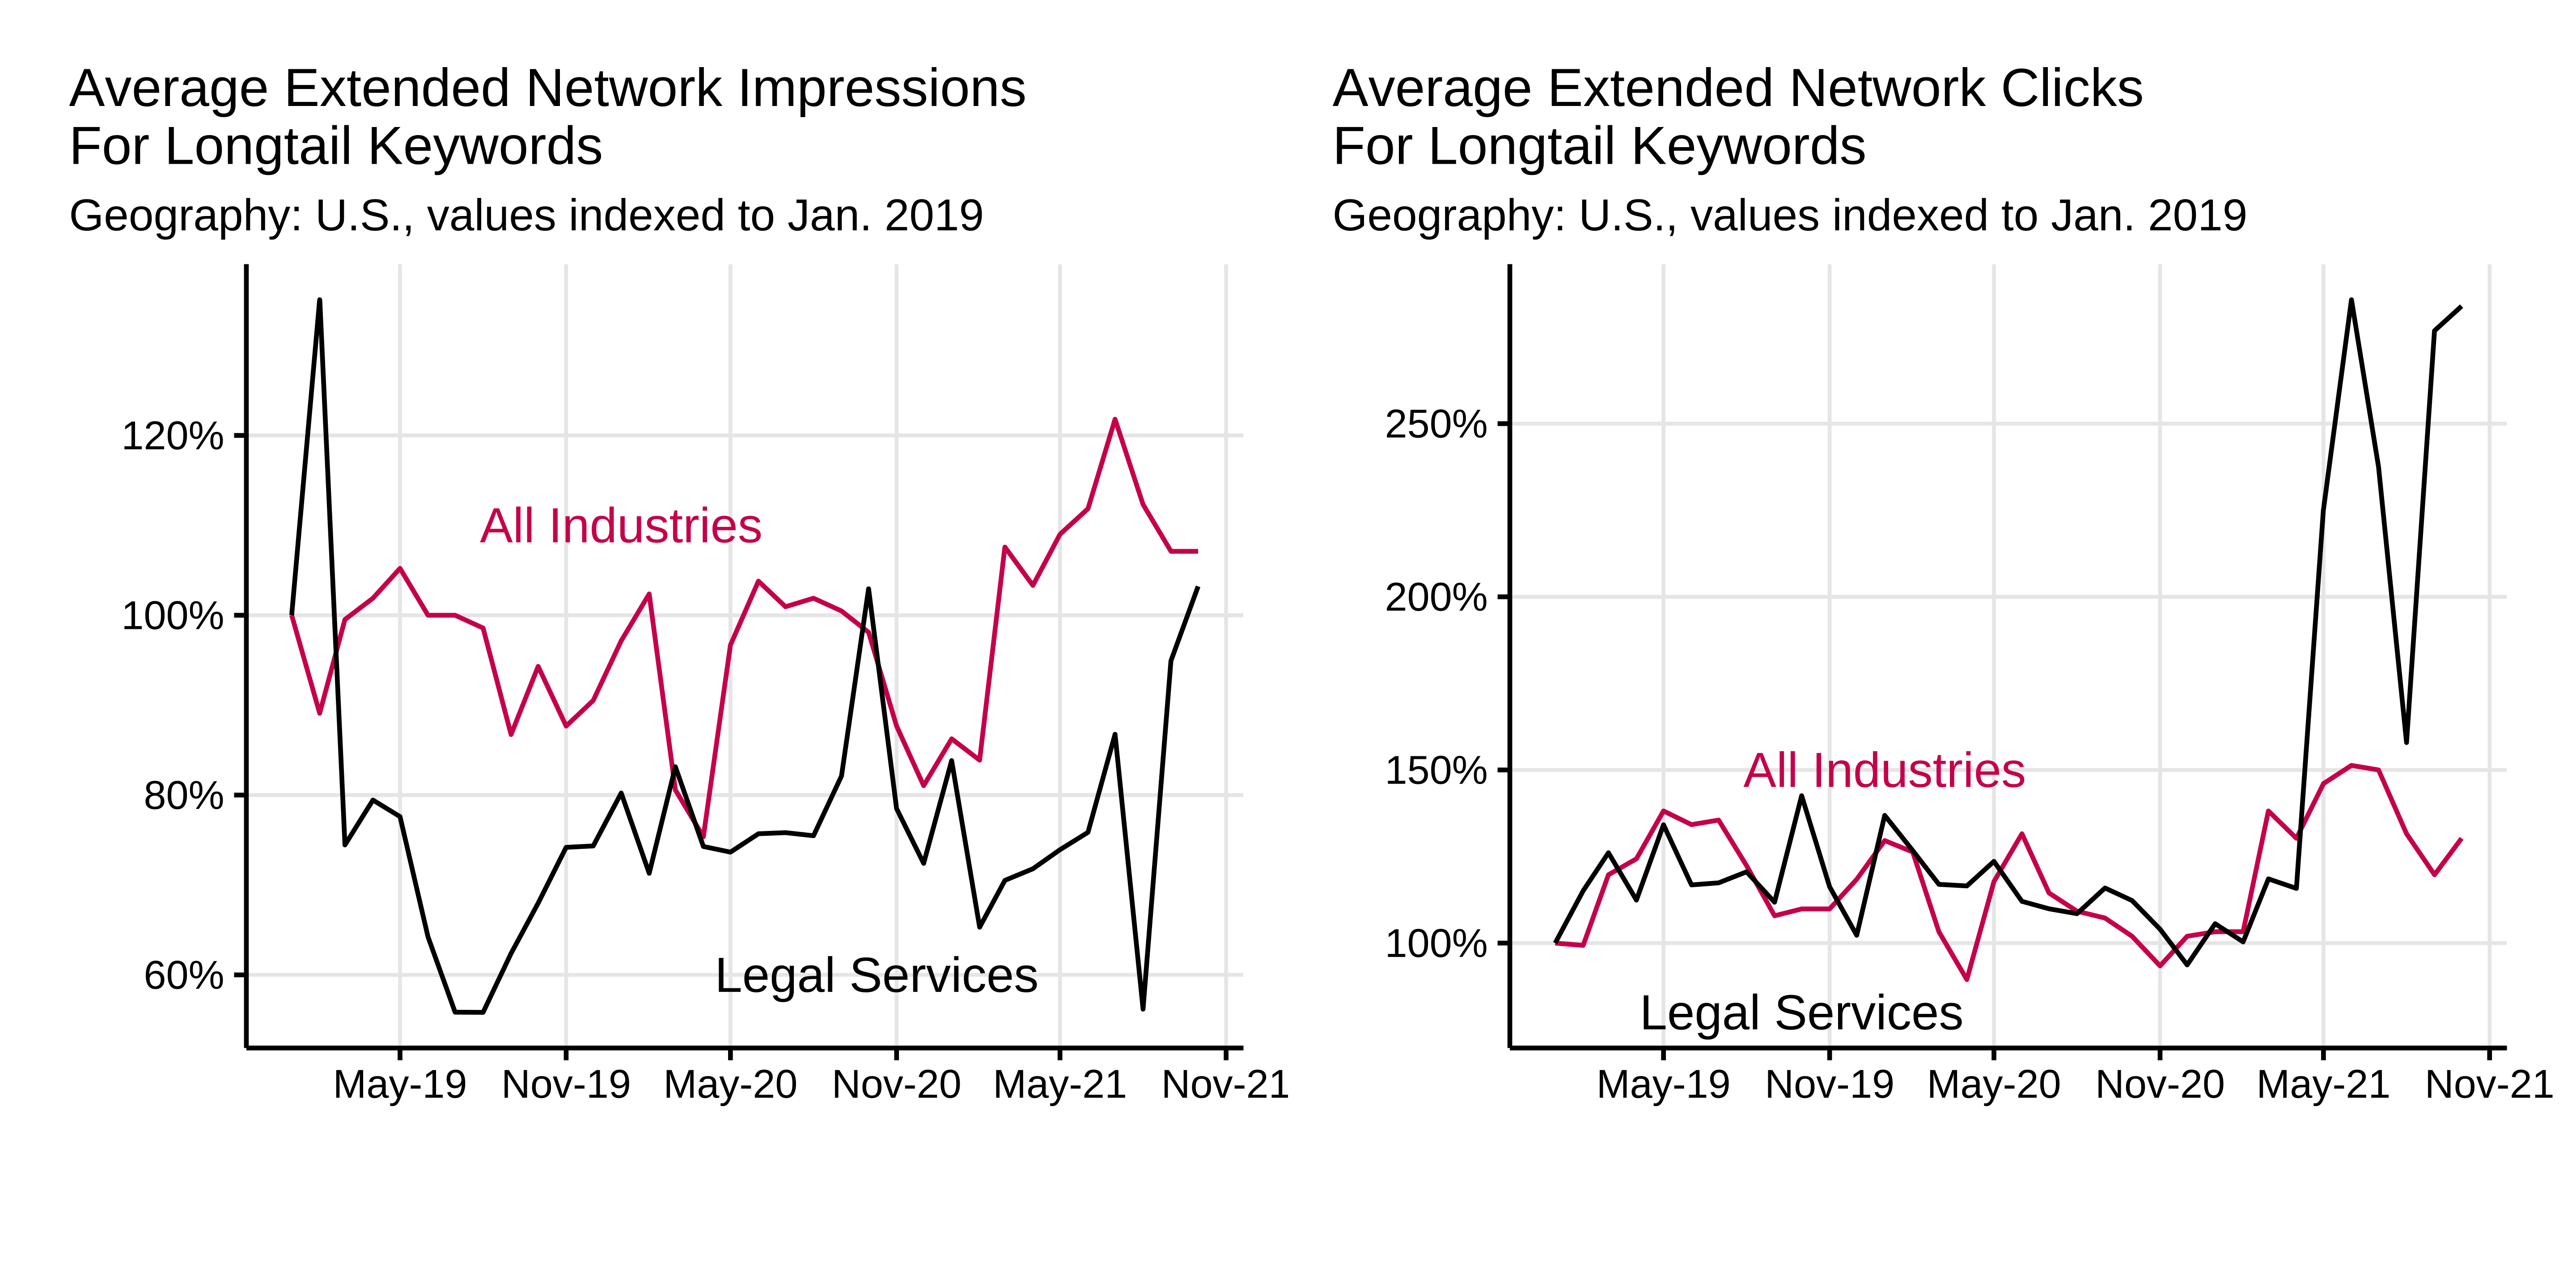 Average Extended Network Impressions
For Longtail Keywords
Geography: U.S., values indexed to Jan. 2019
120%
100%
80%
60%
All Industries
Legal Services
May-19 Nov-19 May-20 Nov-20 May-21 Nov-21
Average Extended Network Clicks
For Longtail Keywords
Geography: U.S., values indexed to Jan. 2019
250%
200%
150%
100%
All Industries
Legal Services
May-19 Nov-19 May-20 Nov-20 May-21 Nov-21